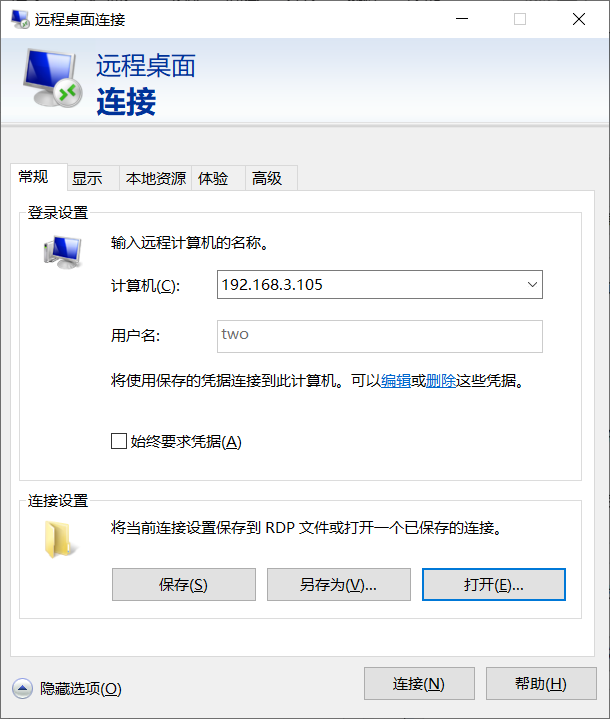 远程桌面连接
远程桌面
连接
常规 显示 本地资源 体验 高级
登录设置
输入远程计算机的名称。
计算机(C): 192.168.3.105
用户名: two
将使用保存的凭据连接到此计算机。可以编辑或删除这些凭据。
始终要求凭据(A)
连接设置
将当前连接设置保存到 RDP 文件或打开一个已保存的连接。
保存(S) 另存为(V)... 打开(E)...
隐藏选项(O) 连接(N) 帮助(H)